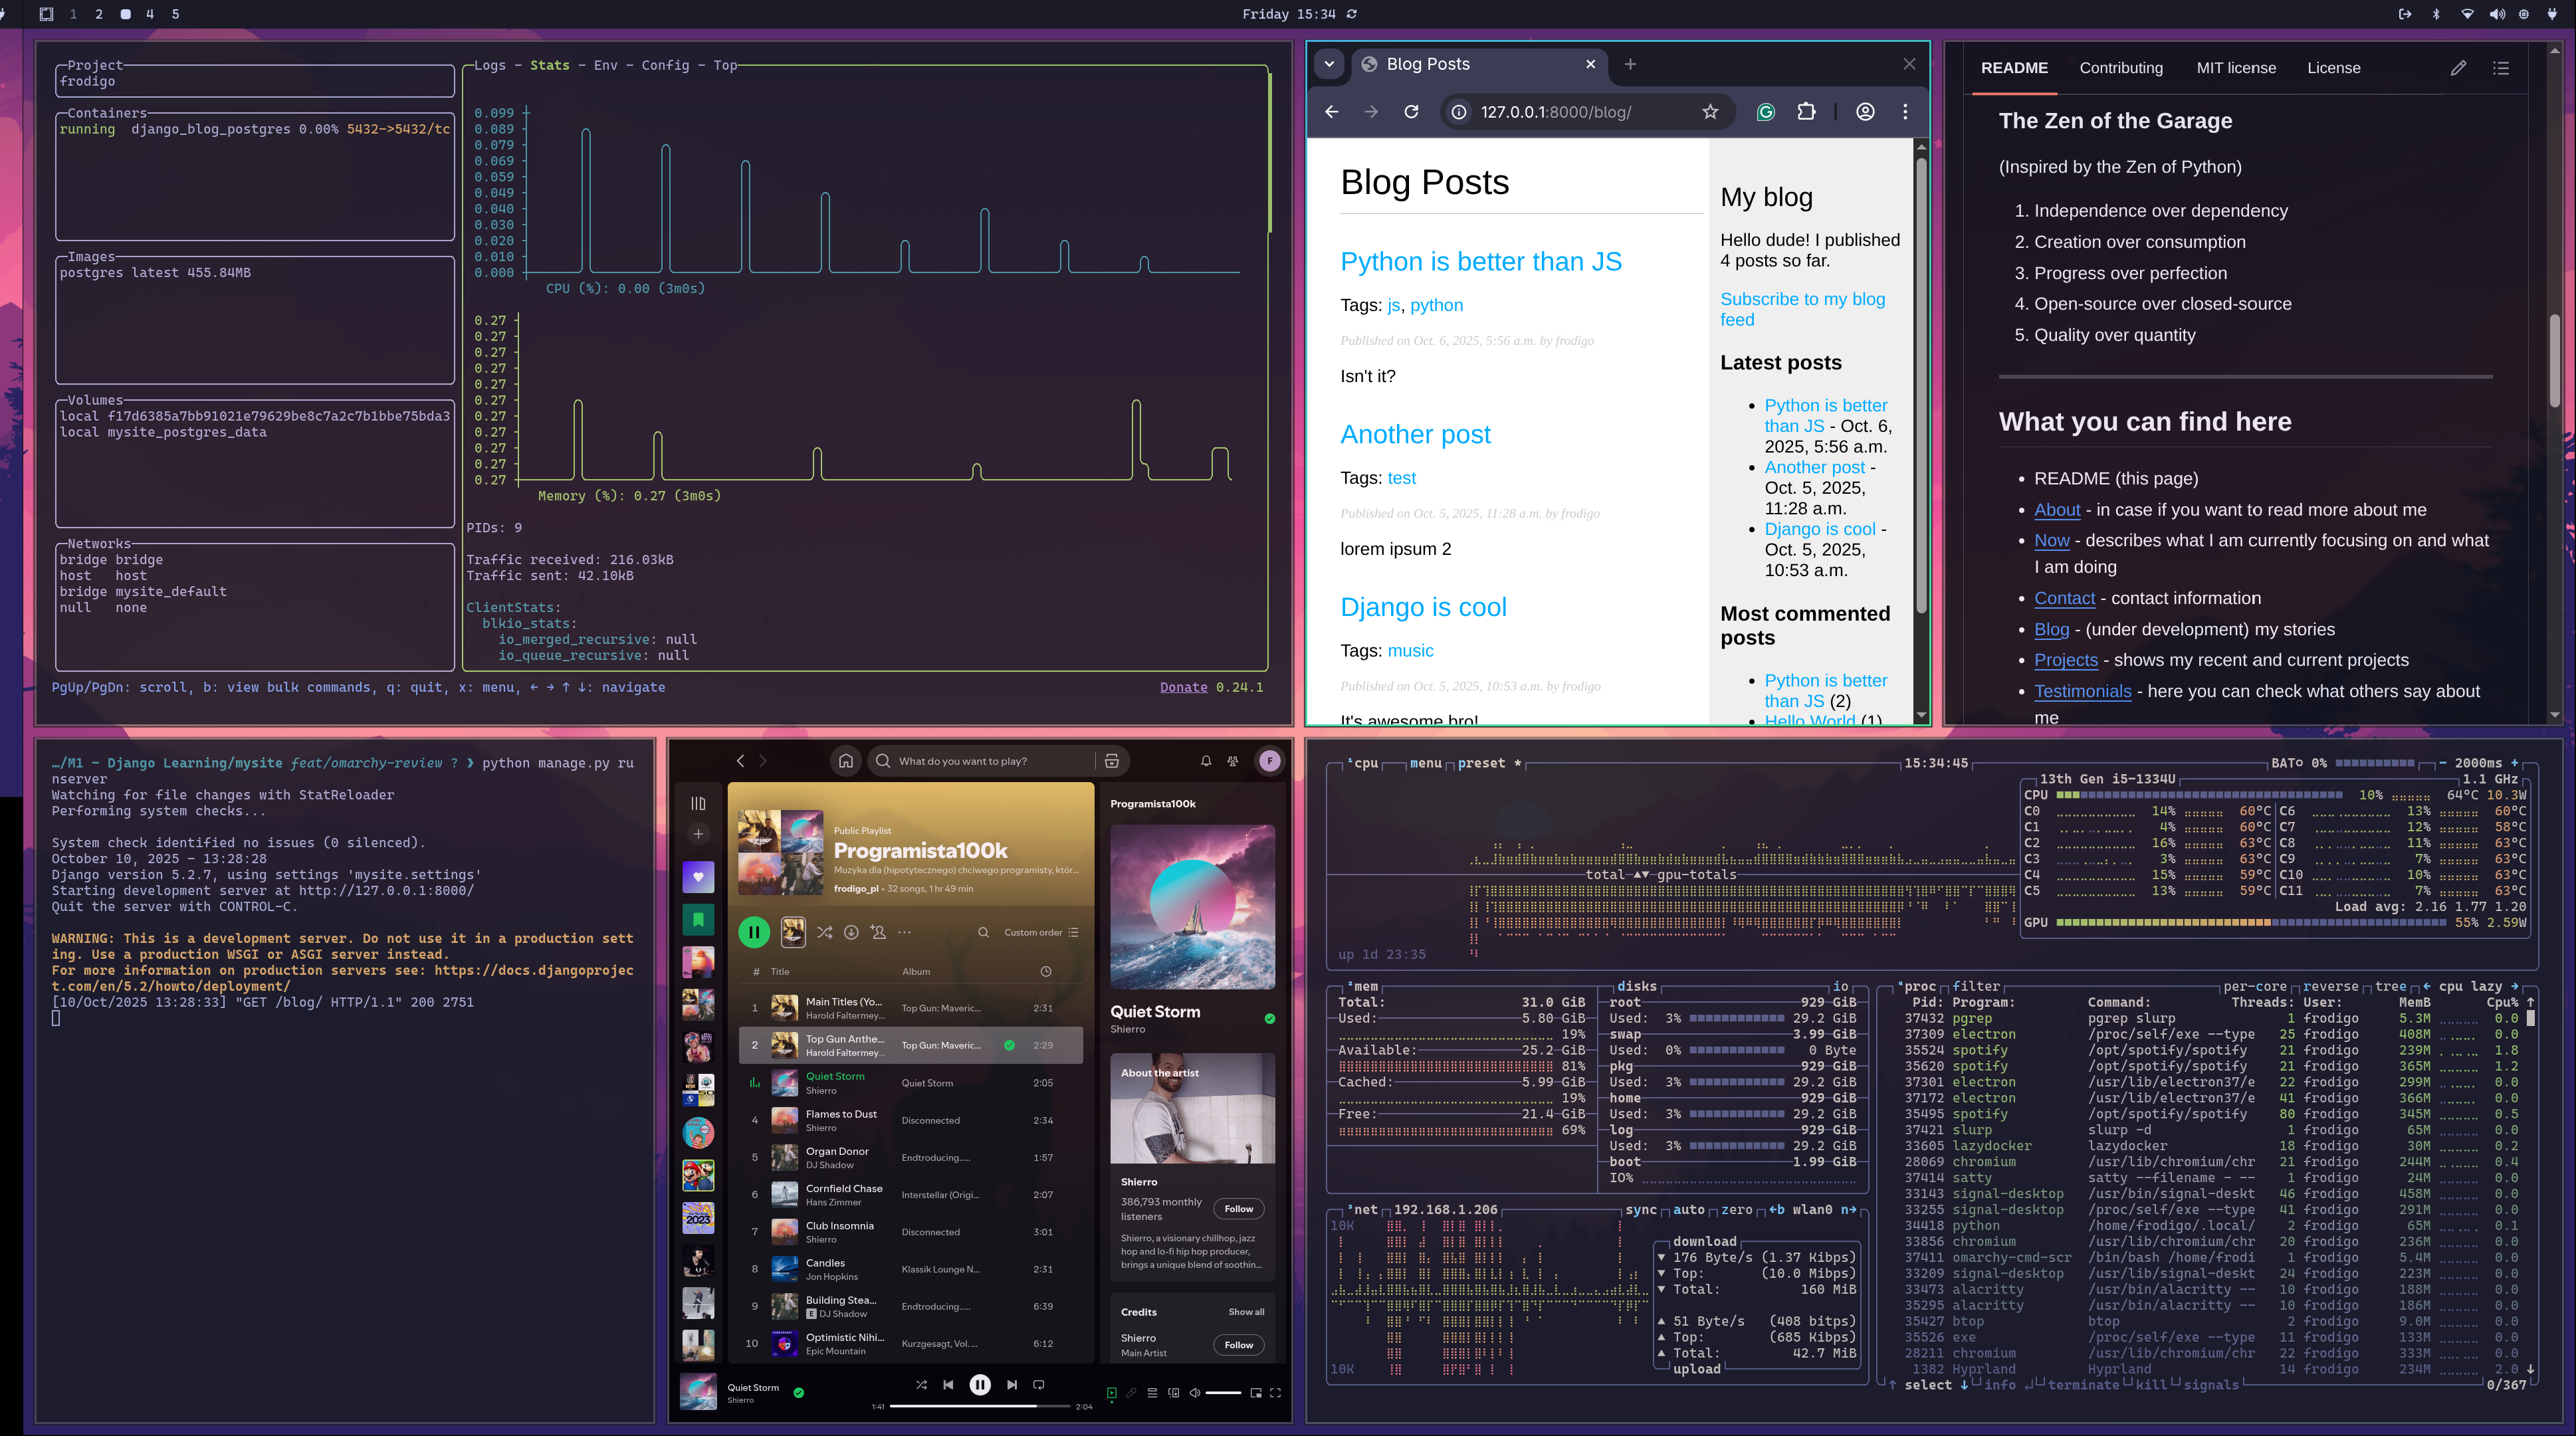 1 2 4 5
Friday 15:34
Project
frodigo
Containers
running django_blog_postgres 0.00% 5432->5432/tc
Images
postgres latest 455.84MB
Volumes
local f17d6385a7bb91021e79629be8c7a2c7b1bbe75bda3
local mysite_postgres_data
Networks
bridge bridge
host host
bridge mysite_default
null none
Logs - Stats - Env - Config - Top
0.099
0.089
0.079
0.069
0.059
0.049
0.040
0.030
0.020
0.010
0.000
CPU (%): 0.00 (3m0s)
0.27
0.27
0.27
0.27
0.27
0.27
0.27
0.27
0.27
0.27
0.27
Memory (%): 0.27 (3m0s)
PIDs: 9
Traffic received: 216.03kB
Traffic sent: 42.10kB
ClientStats:
blkio_stats:
io_merged_recursive: null
io_queue_recursive: null
PgUp/PgDn: scroll, b: view bulk commands, q: quit, x: menu, ← → ↑ ↓: navigate
Donate 0.24.1
Blog Posts
127.0.0.1:8000/blog/
Blog Posts
Python is better than JS
Tags: js, python
Published on Oct. 6, 2025, 5:56 a.m. by frodigo
Isn't it?
Another post
Tags: test
Published on Oct. 5, 2025, 11:28 a.m. by frodigo
lorem ipsum 2
Django is cool
Tags: music
Published on Oct. 5, 2025, 10:53 a.m. by frodigo
It's awesome bro!
My blog
Hello dude! I published
4 posts so far.
Subscribe to my blog
feed
Latest posts
Python is better
than JS - Oct. 6,
2025, 5:56 a.m.
Another post -
Oct. 5, 2025,
11:28 a.m.
Django is cool -
Oct. 5, 2025,
10:53 a.m.
Most commented
posts
Python is better
than JS (2)
Hello World (1)
README Contributing MIT license License
The Zen of the Garage
(Inspired by the Zen of Python)
1. Independence over dependency
2. Creation over consumption
3. Progress over perfection
4. Open-source over closed-source
5. Quality over quantity
What you can find here
README (this page)
About - in case if you want to read more about me
Now - describes what I am currently focusing on and what
I am doing
Contact - contact information
Blog - (under development) my stories
Projects - shows my recent and current projects
Testimonials - here you can check what others say about
me
…/M1 - Django Learning/mysite feat/omarchy-review ? ❯ python manage.py ru
nserver
Watching for file changes with StatReloader
Performing system checks...
System check identified no issues (0 silenced).
October 10, 2025 - 13:28:28
Django version 5.2.7, using settings 'mysite.settings'
Starting development server at http://127.0.0.1:8000/
Quit the server with CONTROL-C.
WARNING: This is a development server. Do not use it in a production sett
ing. Use a production WSGI or ASGI server instead.
For more information on production servers see: https://docs.djangoprojec
t.com/en/5.2/howto/deployment/
[10/Oct/2025 13:28:33] "GET /blog/ HTTP/1.1" 200 2751
What do you want to play?
F
Public Playlist
Programista100k
Muzyka dla (hipotytecznego) chciwego programisty, któr...
frodigo_pl • 32 songs, 1 hr 49 min
Custom order
# Title Album
1 Main Titles (Yo... Top Gun: Maveric... 2:31
Harold Faltermey...
2 Top Gun Anthe... Top Gun: Maveric... 2:29
Harold Faltermey...
Quiet Storm Quiet Storm 2:05
Shierro
4 Flames to Dust Disconnected 2:34
Shierro
5 Organ Donor Endtroducing..... 1:57
DJ Shadow
6 Cornfield Chase Interstellar (Origi... 2:07
Hans Zimmer
7 Club Insomnia Disconnected 3:01
Shierro
8 Candles Klassik Lounge N... 2:31
Jon Hopkins
9 Building Stea... Endtroducing..... 6:39
E DJ Shadow
10 Optimistic Nihi... Kurzgesagt, Vol. ... 6:12
Epic Mountain
2023
Programista100k
Quiet Storm
Shierro
About the artist
Shierro
386,793 monthly
listeners
Follow
Shierro, a visionary chillhop, jazz
hop and lo-fi hip hop producer,
brings a unique blend of soothin...
Credits Show all
Shierro
Main Artist
Follow
Quiet Storm
Shierro
1:41 2:04
¹cpu menu preset * 15:34:45 BAT○ 0% - 2000ms +
13th Gen i5-1334U 1.1 GHz
CPU 10% 64°C 10.3W
C0 14% 60°C C6 13% 60°C
C1 4% 60°C C7 12% 58°C
C2 16% 63°C C8 11% 63°C
C3 3% 63°C C9 7% 63°C
C4 15% 59°C C10 10% 63°C
C5 13% 59°C C11 7% 63°C
Load avg: 2.16 1.77 1.20
GPU 55% 2.59W
total ▲▼ gpu-totals
up 1d 23:35
²mem
Total: 31.0 GiB
Used: 5.80 GiB
19%
Available: 25.2 GiB
81%
Cached: 5.99 GiB
19%
Free: 21.4 GiB
69%
disks io
root 929 GiB
Used: 3% 29.2 GiB
swap 3.99 GiB
Used: 0% 0 Byte
pkg 929 GiB
Used: 3% 29.2 GiB
home 929 GiB
Used: 3% 29.2 GiB
log 929 GiB
Used: 3% 29.2 GiB
boot 1.99 GiB
IO%
³net 192.168.1.206 sync auto zero ←b wlan0 n→
10K
download
▼ 176 Byte/s (1.37 Kibps)
▼ Top: (10.0 Mibps)
▼ Total: 160 MiB
▲ 51 Byte/s (408 bitps)
▲ Top: (685 Kibps)
▲ Total: 42.7 MiB
upload
10K
⁴proc filter per-core reverse tree ← cpu lazy →
Pid: Program: Command: Threads: User: MemB Cpu% ↑
37432 pgrep pgrep slurp 1 frodigo 5.3M 0.0
37309 electron /proc/self/exe --type 25 frodigo 408M 0.0
35524 spotify /opt/spotify/spotify 21 frodigo 239M 1.8
35620 spotify /opt/spotify/spotify 21 frodigo 365M 1.2
37301 electron /usr/lib/electron37/e 22 frodigo 299M 0.0
37172 electron /usr/lib/electron37/e 41 frodigo 366M 0.0
35495 spotify /opt/spotify/spotify 80 frodigo 345M 0.5
37421 slurp slurp -d 1 frodigo 65M 0.0
33605 lazydocker lazydocker 18 frodigo 30M 0.2
28069 chromium /usr/lib/chromium/chr 21 frodigo 244M 0.4
37414 satty satty --filename - -- 1 frodigo 24M 0.0
33143 signal-desktop /usr/bin/signal-deskt 46 frodigo 458M 0.0
33255 signal-desktop /proc/self/exe --type 41 frodigo 291M 0.0
34418 python /home/frodigo/.local/ 2 frodigo 65M 0.1
33856 chromium /usr/lib/chromium/chr 20 frodigo 236M 0.0
37411 omarchy-cmd-scr /bin/bash /home/frodi 1 frodigo 5.4M 0.0
33209 signal-desktop /usr/lib/signal-deskt 24 frodigo 223M 0.0
33473 alacritty /usr/bin/alacritty -- 10 frodigo 188M 0.0
35295 alacritty /usr/bin/alacritty -- 10 frodigo 186M 0.0
35427 btop btop 2 frodigo 9.0M 0.0
35526 exe /proc/self/exe --type 11 frodigo 133M 0.0
28211 chromium /usr/lib/chromium/chr 22 frodigo 333M 0.0
1382 Hyprland Hyprland 14 frodigo 234M 2.0 ↓
↑ select ↓ info ↵ terminate kill signals 0/367